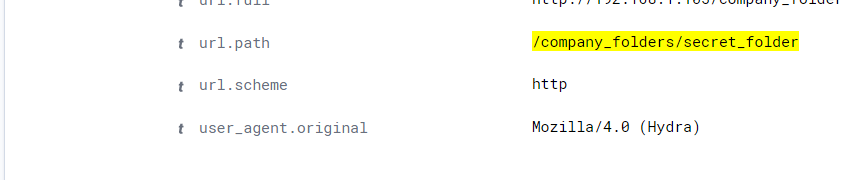 t url.full http://192.168.1.105/company_folder
t url.path /company_folders/secret_folder
t url.scheme http
t user_agent.original Mozilla/4.0 (Hydra)